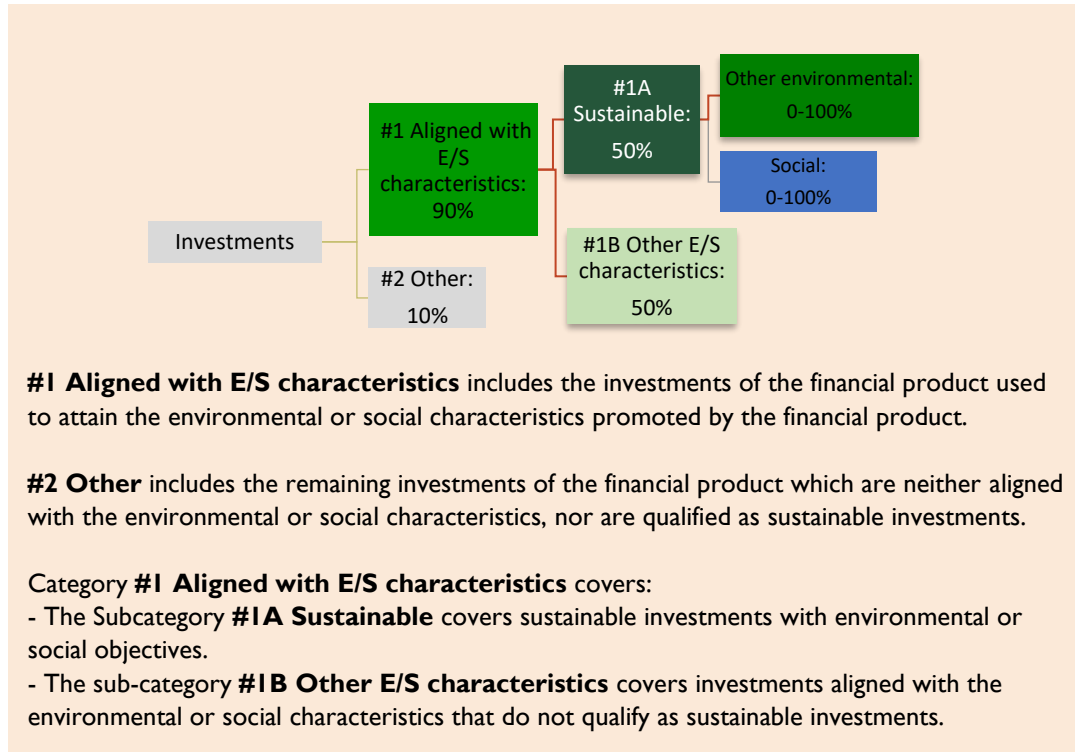 Investments
#1 Aligned with
E/S
characteristics:
90%
#2 Other:
10%
#1A
Sustainable:
50%
#1B Other E/S
characteristics:
50%
Other environmental:
0-100%
Social:
0-100%
#1 Aligned with E/S characteristics includes the investments of the financial product used
to attain the environmental or social characteristics promoted by the financial product.
#2 Other includes the remaining investments of the financial product which are neither aligned
with the environmental or social characteristics, nor are qualified as sustainable investments.
Category #1 Aligned with E/S characteristics covers:
- The Subcategory #1A Sustainable covers sustainable investments with environmental or
social objectives.
- The sub-category #1B Other E/S characteristics covers investments aligned with the
environmental or social characteristics that do not qualify as sustainable investments.